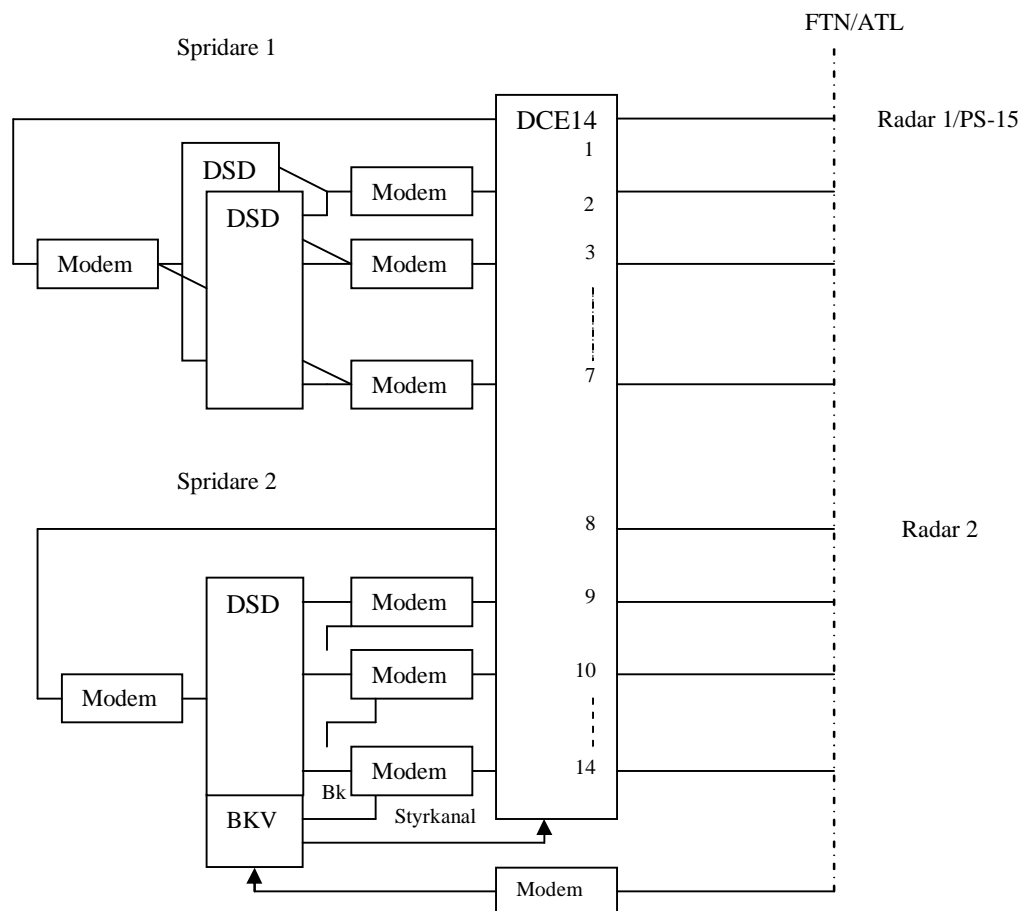 FTN/ATL
Spridare 1
DCE14
Radar 1/PS-15
1
DSD
Modem
2
DSD
Modem
Modem
3
Modem
7
Spridare 2
8
Radar 2
DSD
Modem
9
Modem
Modem
10
Modem
14
Bk
BKV
Styrkanal
Modem